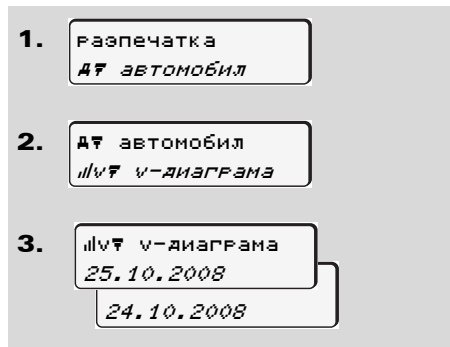 1. разпечатка
автомобил
2. автомобил
v-диаграма
3. v-диаграма
25.10.2008
24.10.2008